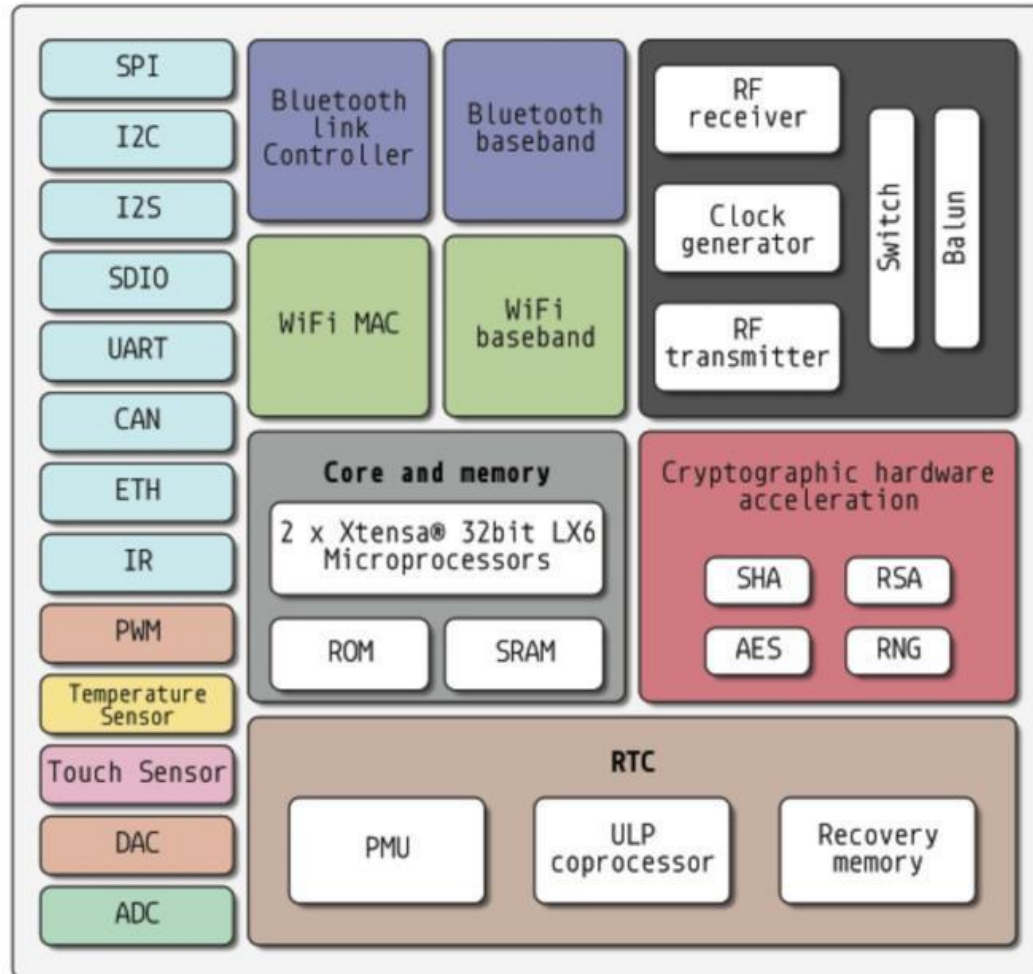 SPI
I2C
I2S
SDIO
UART
CAN
ETH
IR
PWM
Temperature
Sensor
Touch Sensor
DAC
ADC
Bluetooth
link
Controller
Bluetooth
baseband
WiFi MAC
WiFi
baseband
RF
receiver
Clock
generator
RF
transmitter
Switch
Balun
Core and memory
2 x Xtensa® 32bit LX6
Microprocessors
ROM
SRAM
Cryptographic hardware
acceleration
SHA
RSA
AES
RNG
RTC
PMU
ULP
coprocessor
Recovery
memory